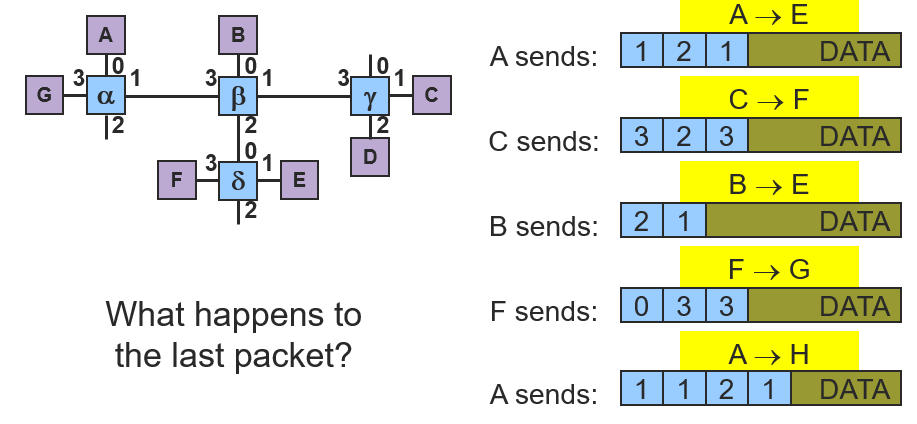 A
B
0
0
0
G
3
α
1
3
β
1
3
γ
1
C
2
2
2
0
D
F
3
δ
1
E
2
What happens to
the last packet?
A → E
A sends: 1 2 1 DATA
C → F
C sends: 3 2 3 DATA
B → E
B sends: 2 1 DATA
F → G
F sends: 0 3 3 DATA
A → H
A sends: 1 1 2 1 DATA